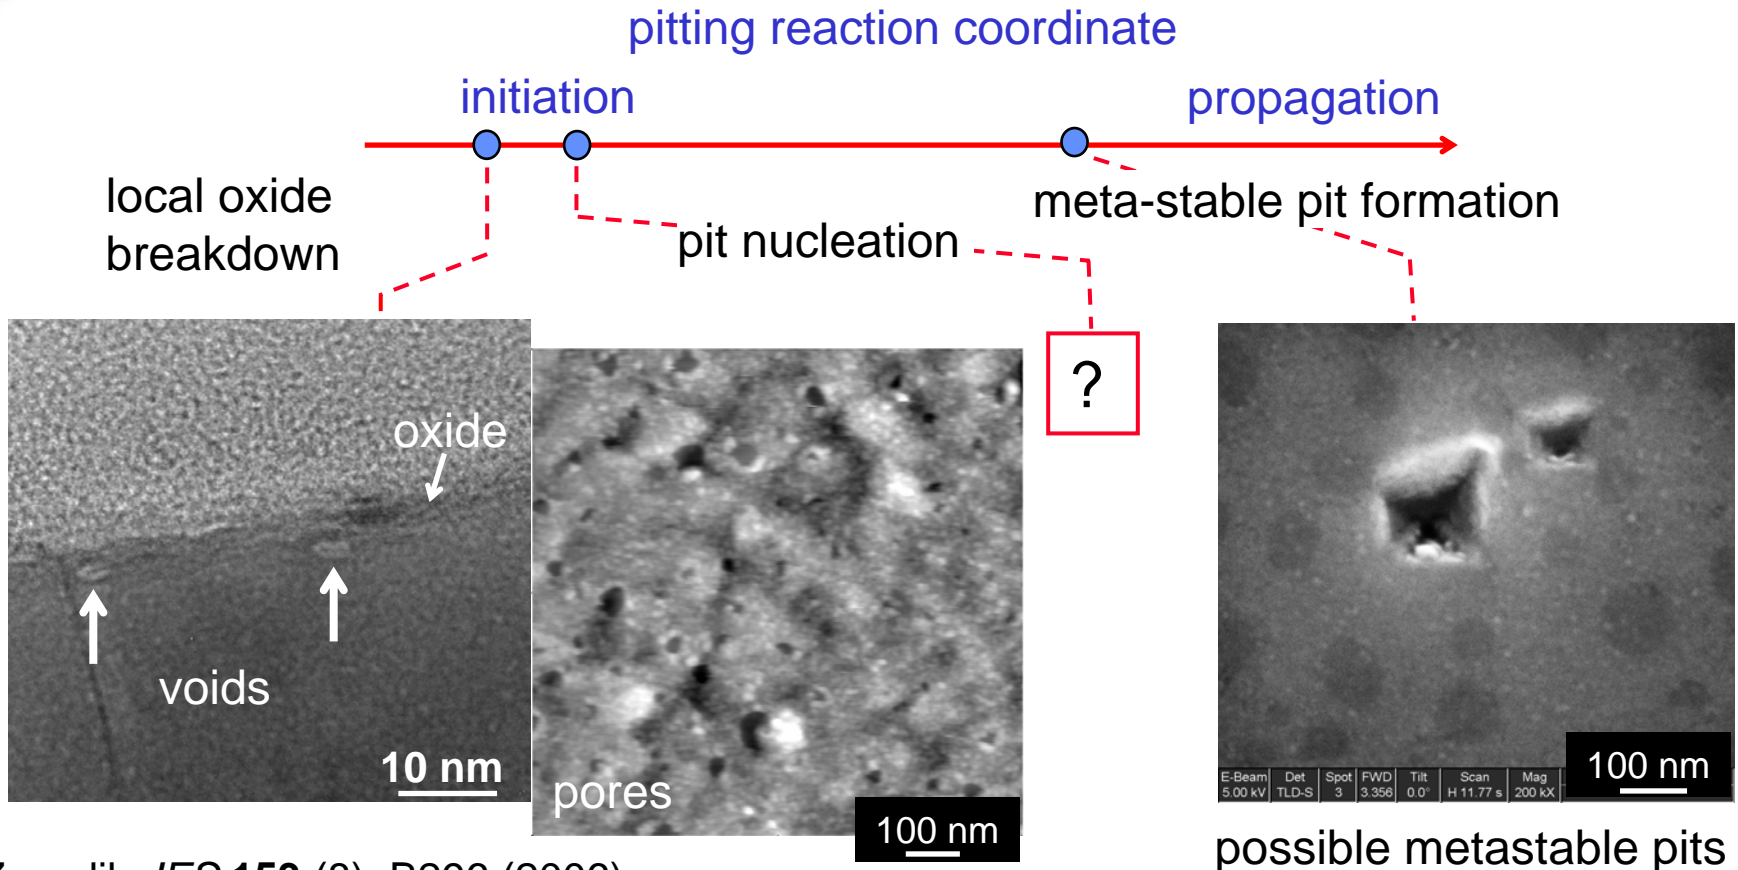 pitting reaction coordinate
initiation
propagation
local oxide
breakdown
meta-stable pit formation
pit nucleation
?
oxide
voids
10 nm
pores
100 nm
E-Beam Det Spot FWD Tilt Scan Mag
5.00 kV TLD-S 3 3.356 0.0° H 11.77 s 200 kX
100 nm
possible metastable pits